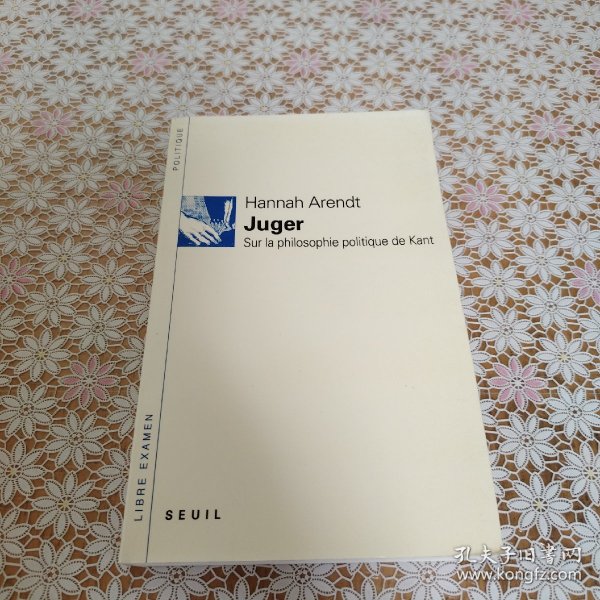 POLITIQUE
Hannah Arendt
Juger
Sur la philosophie politique de Kant
LIBRE EXAMEN
SEUIL
孔夫子旧书网
www.kongfz.com